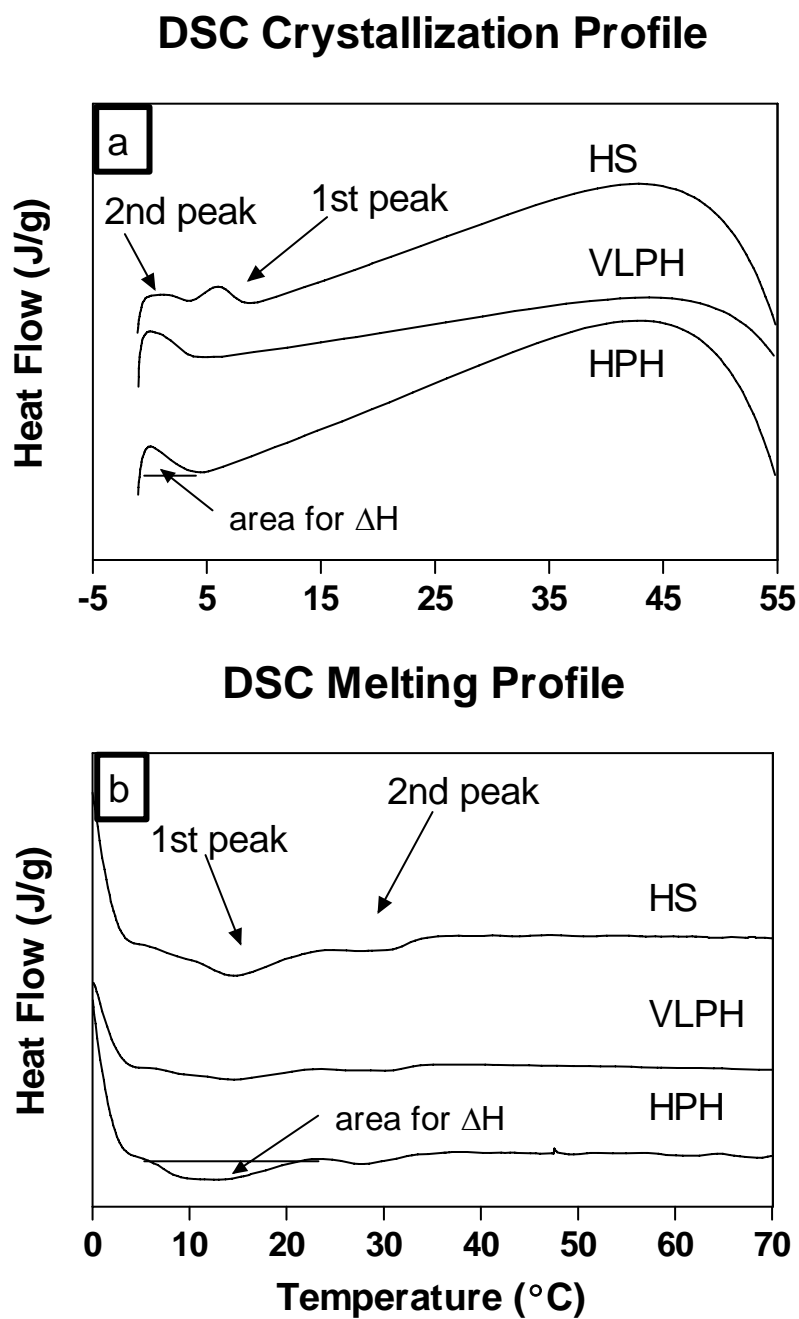 DSC Crystallization Profile
a
HS
2nd peak
1st peak
VLPH
HPH
area for ΔH
Heat Flow (J/g)
-5 5 15 25 35 45 55
DSC Melting Profile
b
2nd peak
1st peak
HS
VLPH
HPH
area for ΔH
Heat Flow (J/g)
0 10 20 30 40 50 60 70
Temperature (°C)